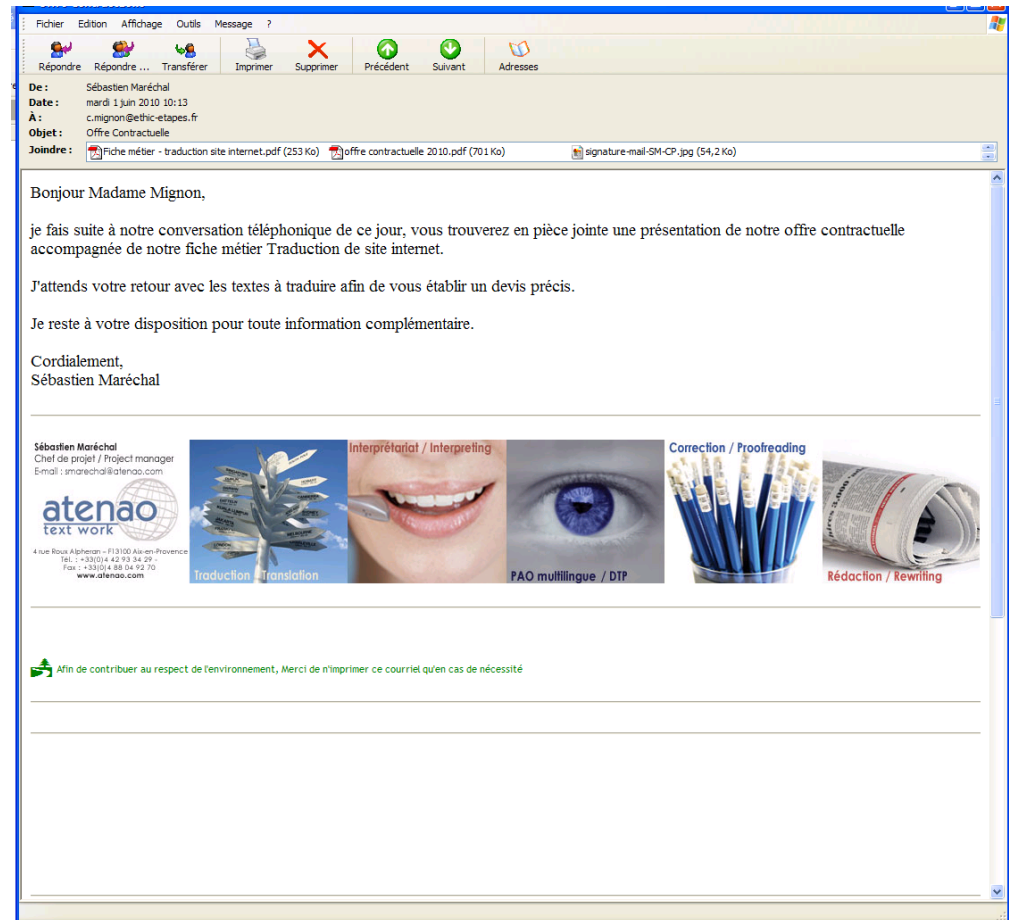 Fichier Edition Affichage Outils Message ?
Répondre Répondre ... Transférer Imprimer Supprimer Précédent Suivant Adresses
De : Sébastien Maréchal
Date : mardi 1 juin 2010 10:13
À : c.mignon@ethic-etapes.fr
Objet : Offre Contractuelle
Joindre : Fiche métier - traduction site internet.pdf (253 Ko) offre contractuelle 2010.pdf (701 Ko) signature-mail-SM-CP.jpg (54,2 Ko)
Bonjour Madame Mignon,
je fais suite à notre conversation téléphonique de ce jour, vous trouverez en pièce jointe une présentation de notre offre contractuelle
accompagnée de notre fiche métier Traduction de site internet.
J'attends votre retour avec les textes à traduire afin de vous établir un devis précis.
Je reste à votre disposition pour toute information complémentaire.
Cordialement,
Sébastien Maréchal
Sébastien Maréchal
Chef de projet / Project manager
E-mail : smarechal@atenao.com
atenao
text work
4 rue Roux Alpheran – F13100 Aix-en-Provence
Tél. : +33(0)4 42 93 34 29 -
Fax : +33(0)4 88 04 92 70
www.atenao.com
Traduction / Translation
Interprétariat / Interpreting
PAO multilingue / DTP
Correction / Proofreading
Rédaction / Rewriting
Afin de contribuer au respect de l'environnement, Merci de n'imprimer ce courriel qu'en cas de nécessité